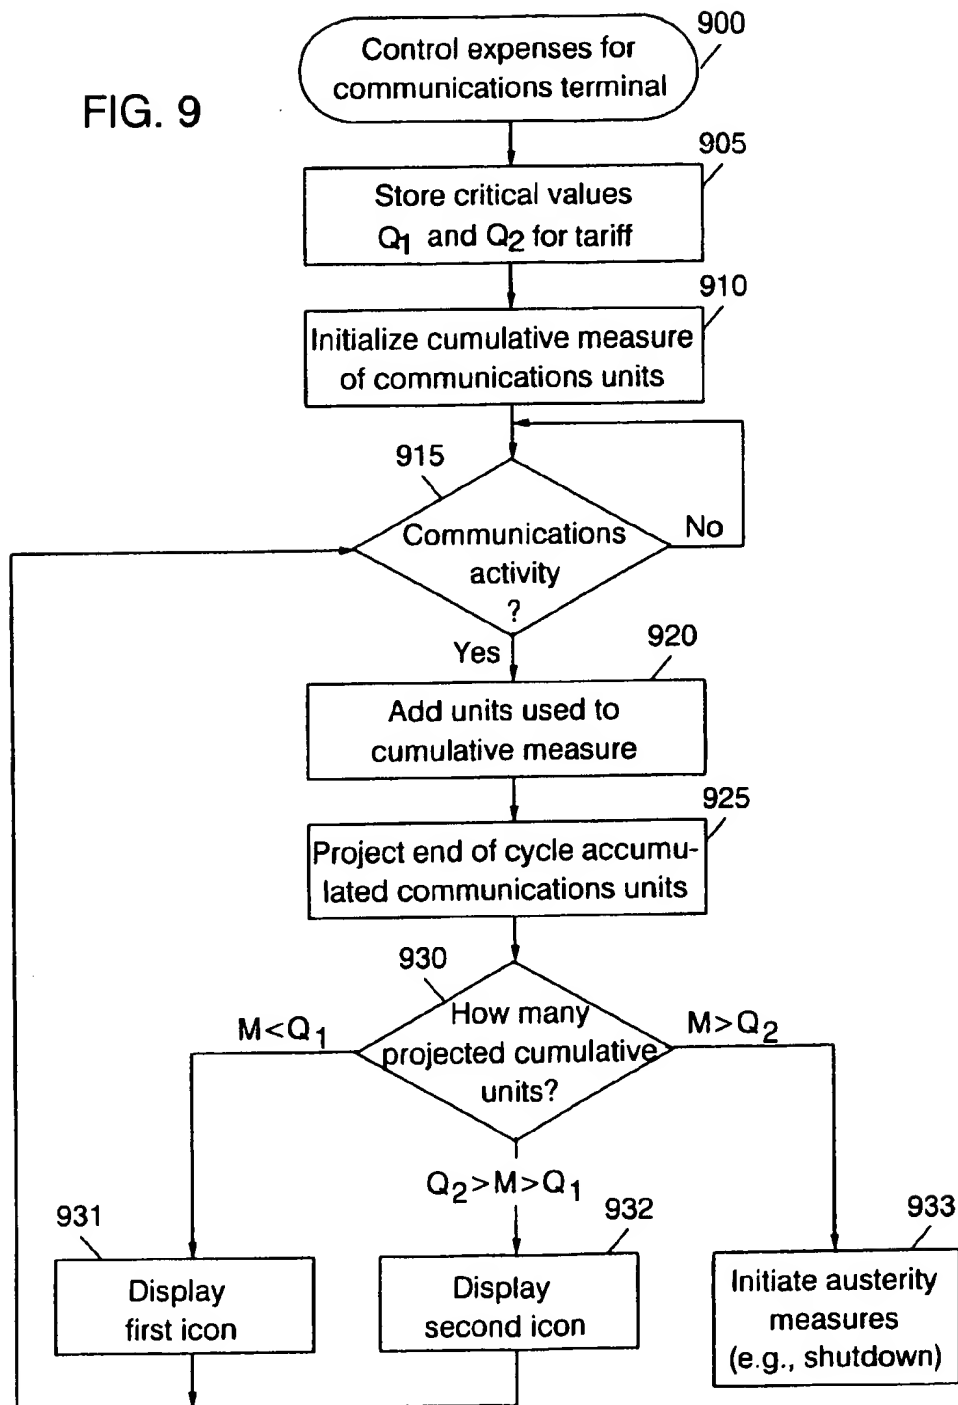 FIG. 9
Control expenses for
communications terminal
900
905
Store critical values
Q1 and Q2 for tariff
910
Initialize cumulative measure
of communications units
915
Communications
activity
?
No
Yes
920
Add units used to
cumulative measure
925
Project end of cycle accumu-
lated communications units
930
How many
projected cumulative
units?
M<Q1
M>Q2
Q2>M>Q1
931
Display
first icon
932
Display
second icon
933
Initiate austerity
measures
(e.g., shutdown)